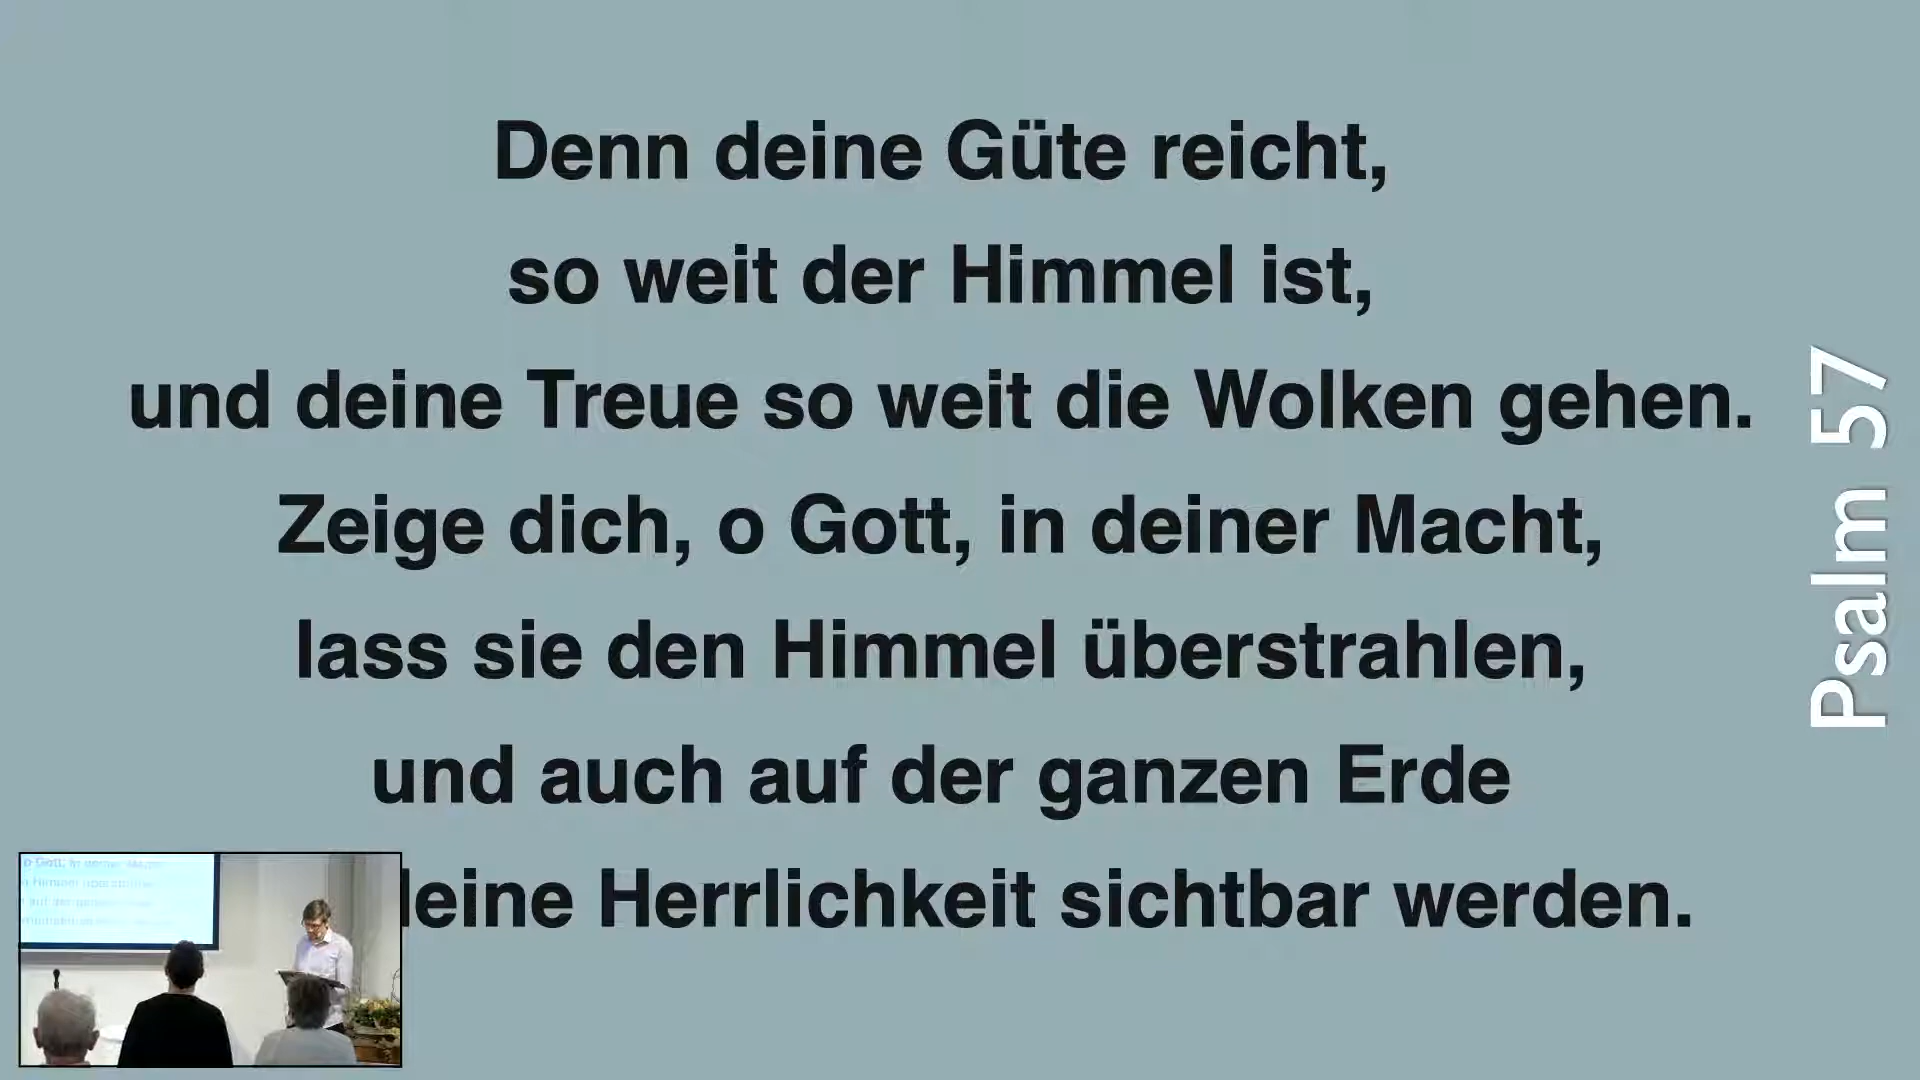 Denn deine Güte reicht,
so weit der Himmel ist,
und deine Treue so weit die Wolken gehen.
Zeige dich, o Gott, in deiner Macht,
lass sie den Himmel überstrahlen,
und auch auf der ganzen Erde
Herrlichkeit sichtbar werden.
Psalm 57